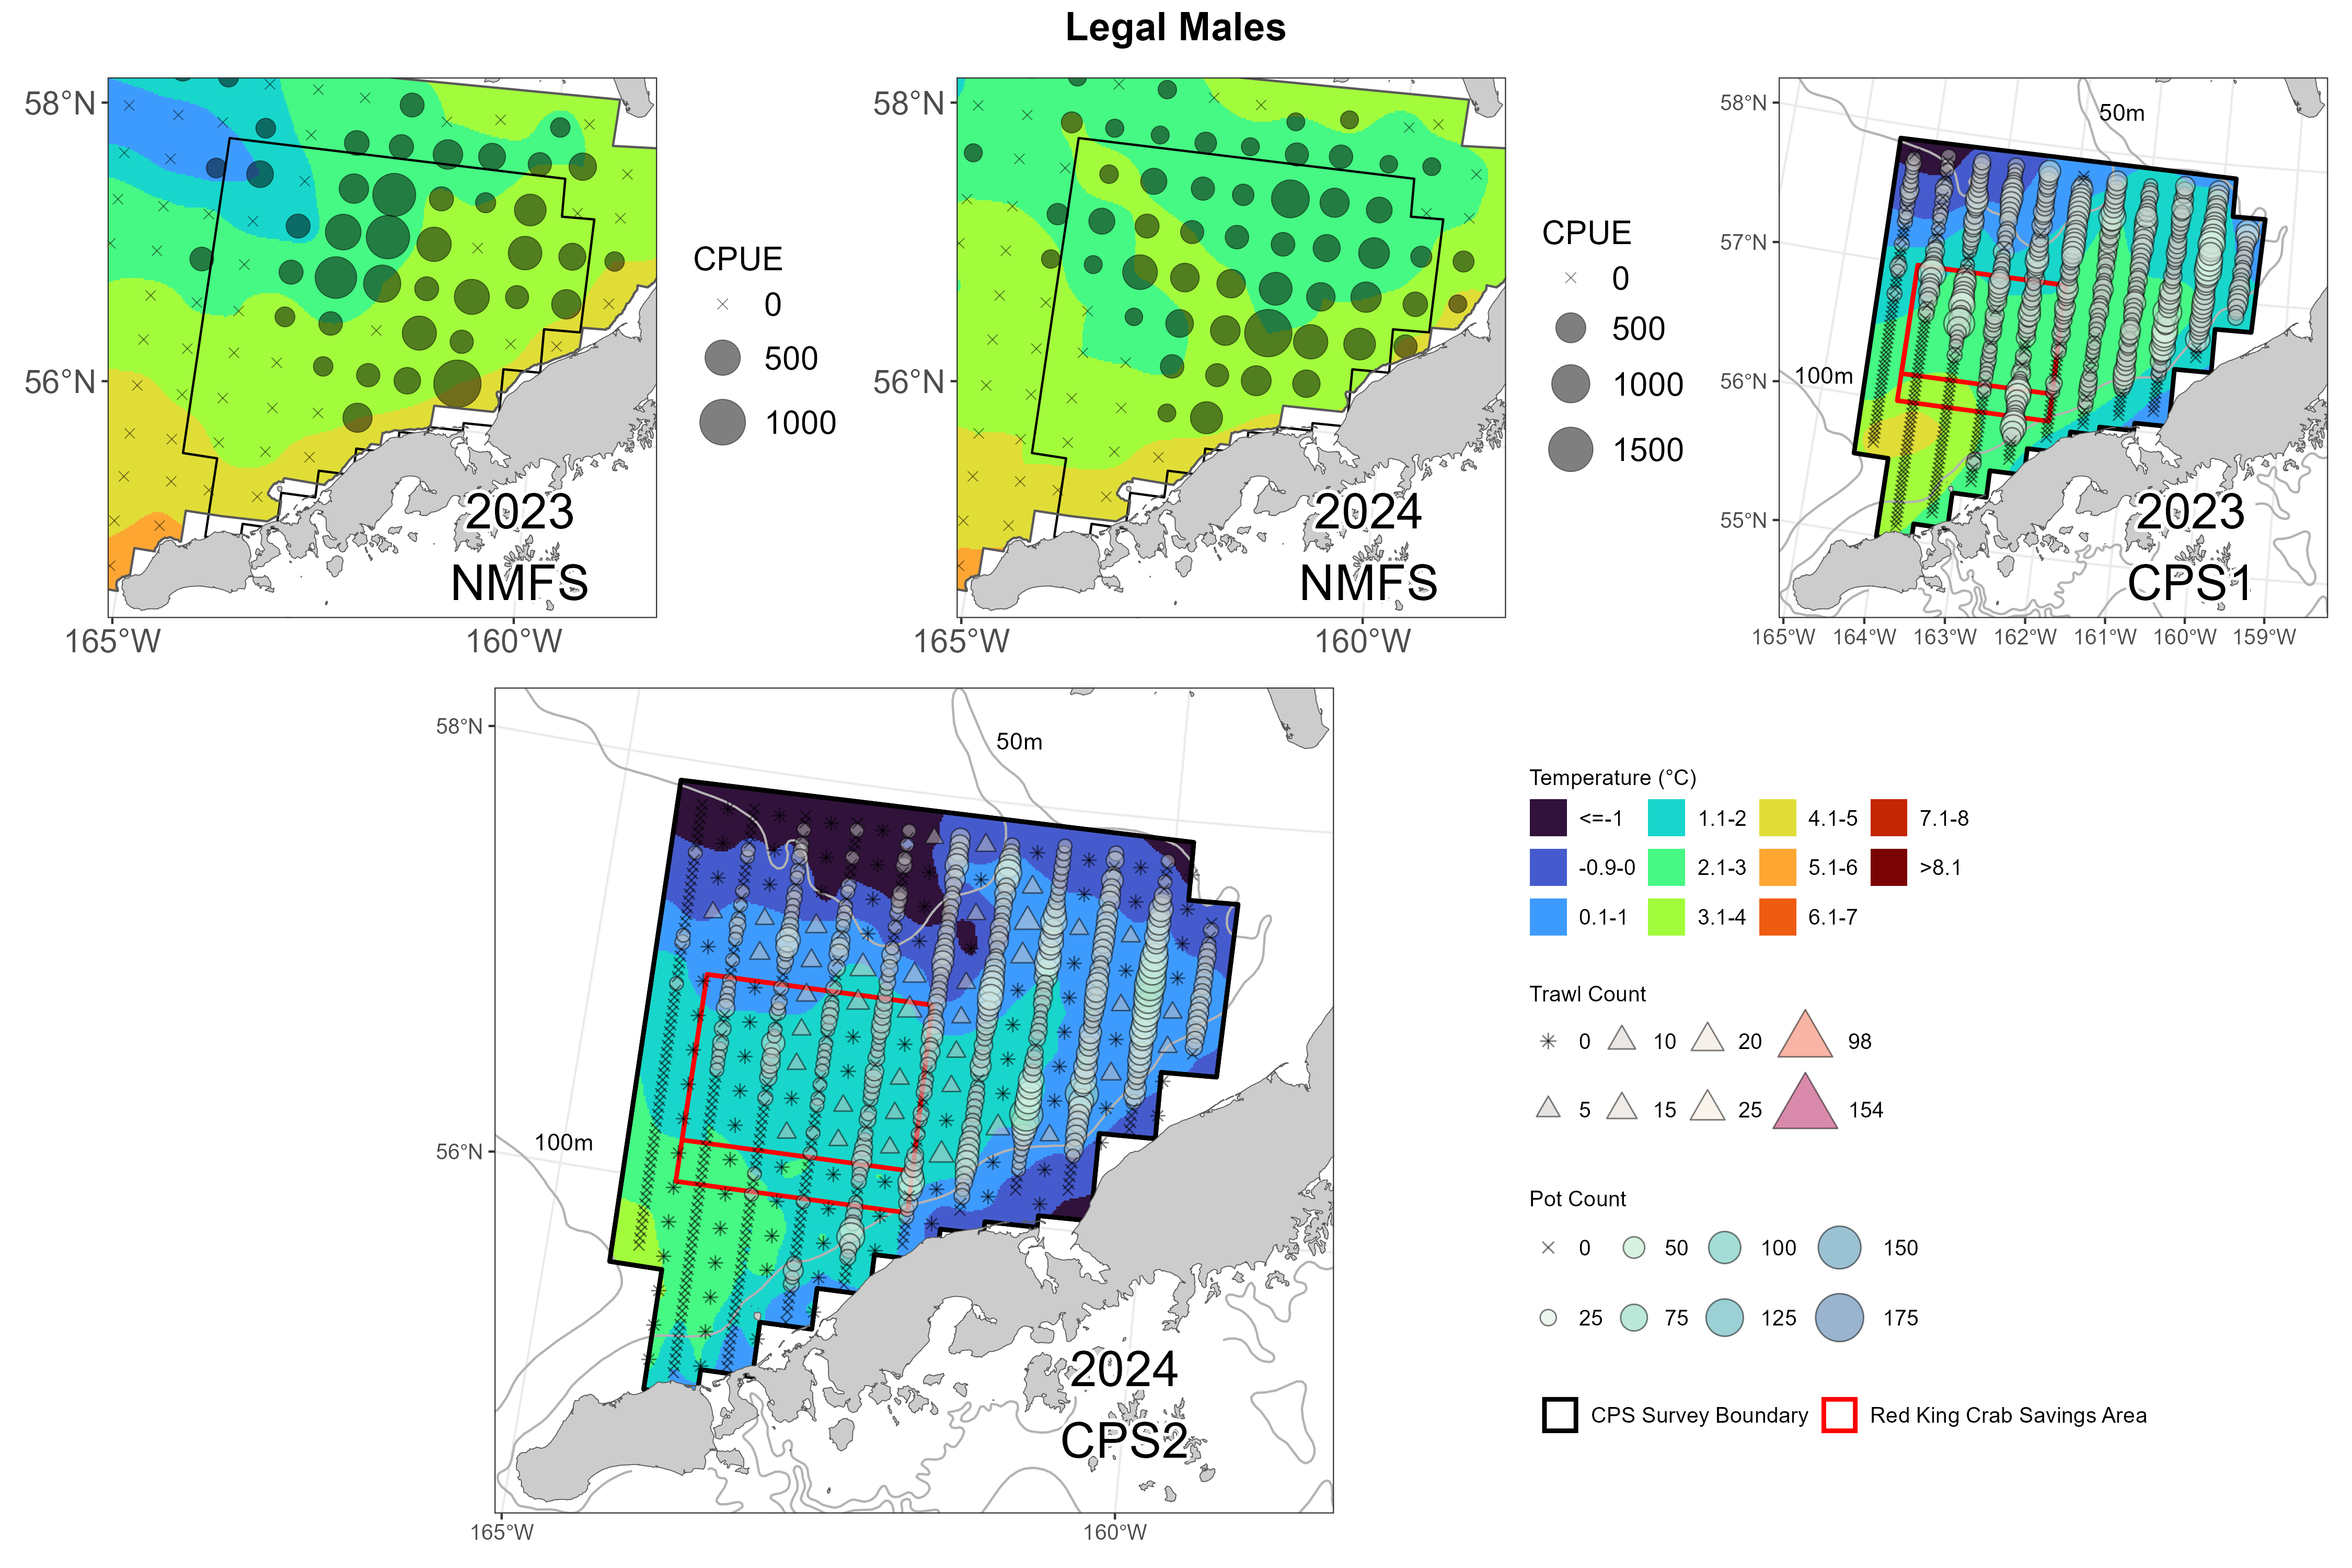 Legal Males
58°N
56°N
165°W
160°W
2023
NMFS
CPUE
0
500
1000
58°N
56°N
165°W
160°W
2024
NMFS
CPUE
0
500
1000
1500
58°N
57°N
56°N
55°N
50m
100m
2023
CPS1
165°W 164°W 163°W 162°W 161°W 160°W 159°W
58°N
56°N
50m
100m
2024
CPS2
165°W
160°W
Temperature (°C)
<=-1 1.1-2 4.1-5 7.1-8
-0.9-0 2.1-3 5.1-6 >8.1
0.1-1 3.1-4 6.1-7
Trawl Count
0 10 20 98
5 15 25 154
Pot Count
0 50 100 150
25 75 125 175
CPS Survey Boundary Red King Crab Savings Area